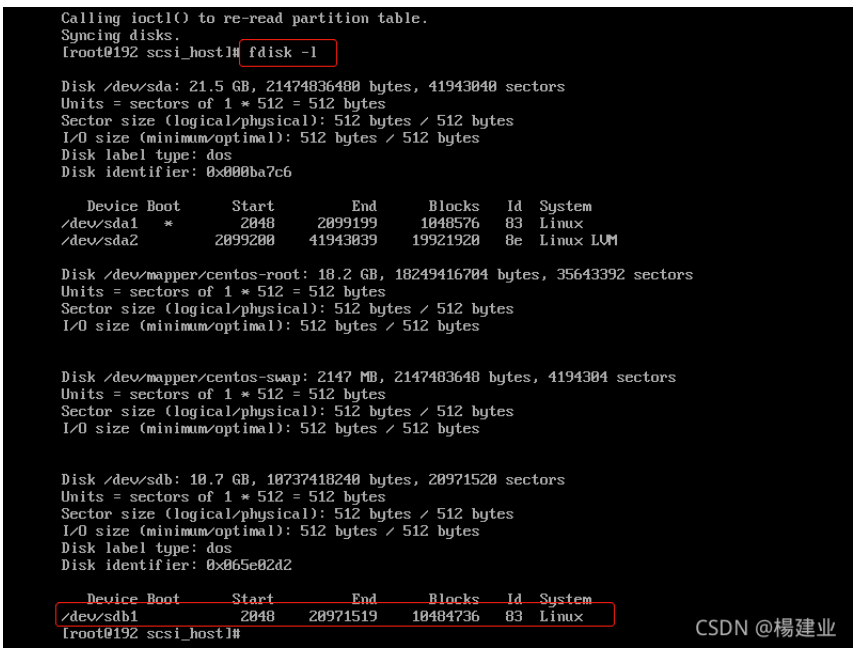 Calling ioctl() to re-read partition table.
Syncing disks.
[root@192 scsi_host]# fdisk -l
Disk /dev/sda: 21.5 GB, 21474836480 bytes, 41943040 sectors
Units = sectors of 1 * 512 = 512 bytes
Sector size (logical/physical): 512 bytes / 512 bytes
I/O size (minimum/optimal): 512 bytes / 512 bytes
Disk label type: dos
Disk identifier: 0x000ba7c6
Device Boot Start End Blocks Id System
/dev/sda1 * 2048 2099199 1048576 83 Linux
/dev/sda2 2099200 41943039 19921920 8e Linux LVM
Disk /dev/mapper/centos-root: 18.2 GB, 18249416704 bytes, 35643392 sectors
Units = sectors of 1 * 512 = 512 bytes
Sector size (logical/physical): 512 bytes / 512 bytes
I/O size (minimum/optimal): 512 bytes / 512 bytes
Disk /dev/mapper/centos-swap: 2147 MB, 2147483648 bytes, 4194304 sectors
Units = sectors of 1 * 512 = 512 bytes
Sector size (logical/physical): 512 bytes / 512 bytes
I/O size (minimum/optimal): 512 bytes / 512 bytes
Disk /dev/sdb: 10.7 GB, 10737418240 bytes, 20971520 sectors
Units = sectors of 1 * 512 = 512 bytes
Sector size (logical/physical): 512 bytes / 512 bytes
I/O size (minimum/optimal): 512 bytes / 512 bytes
Disk label type: dos
Disk identifier: 0x065e02d2
Device Boot Start End Blocks Id System
/dev/sdb1 2048 20971519 10484736 83 Linux
[root@192 scsi_host]#
CSDN @楊建业